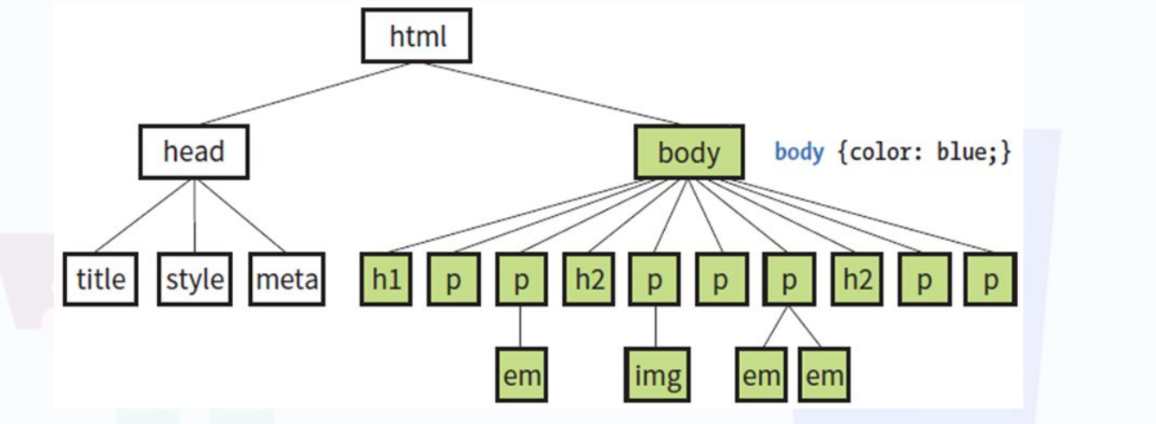 html
head
body
body {color: blue;}
title
style
meta
h1
p
p
h2
p
p
p
h2
p
p
em
img
em
em